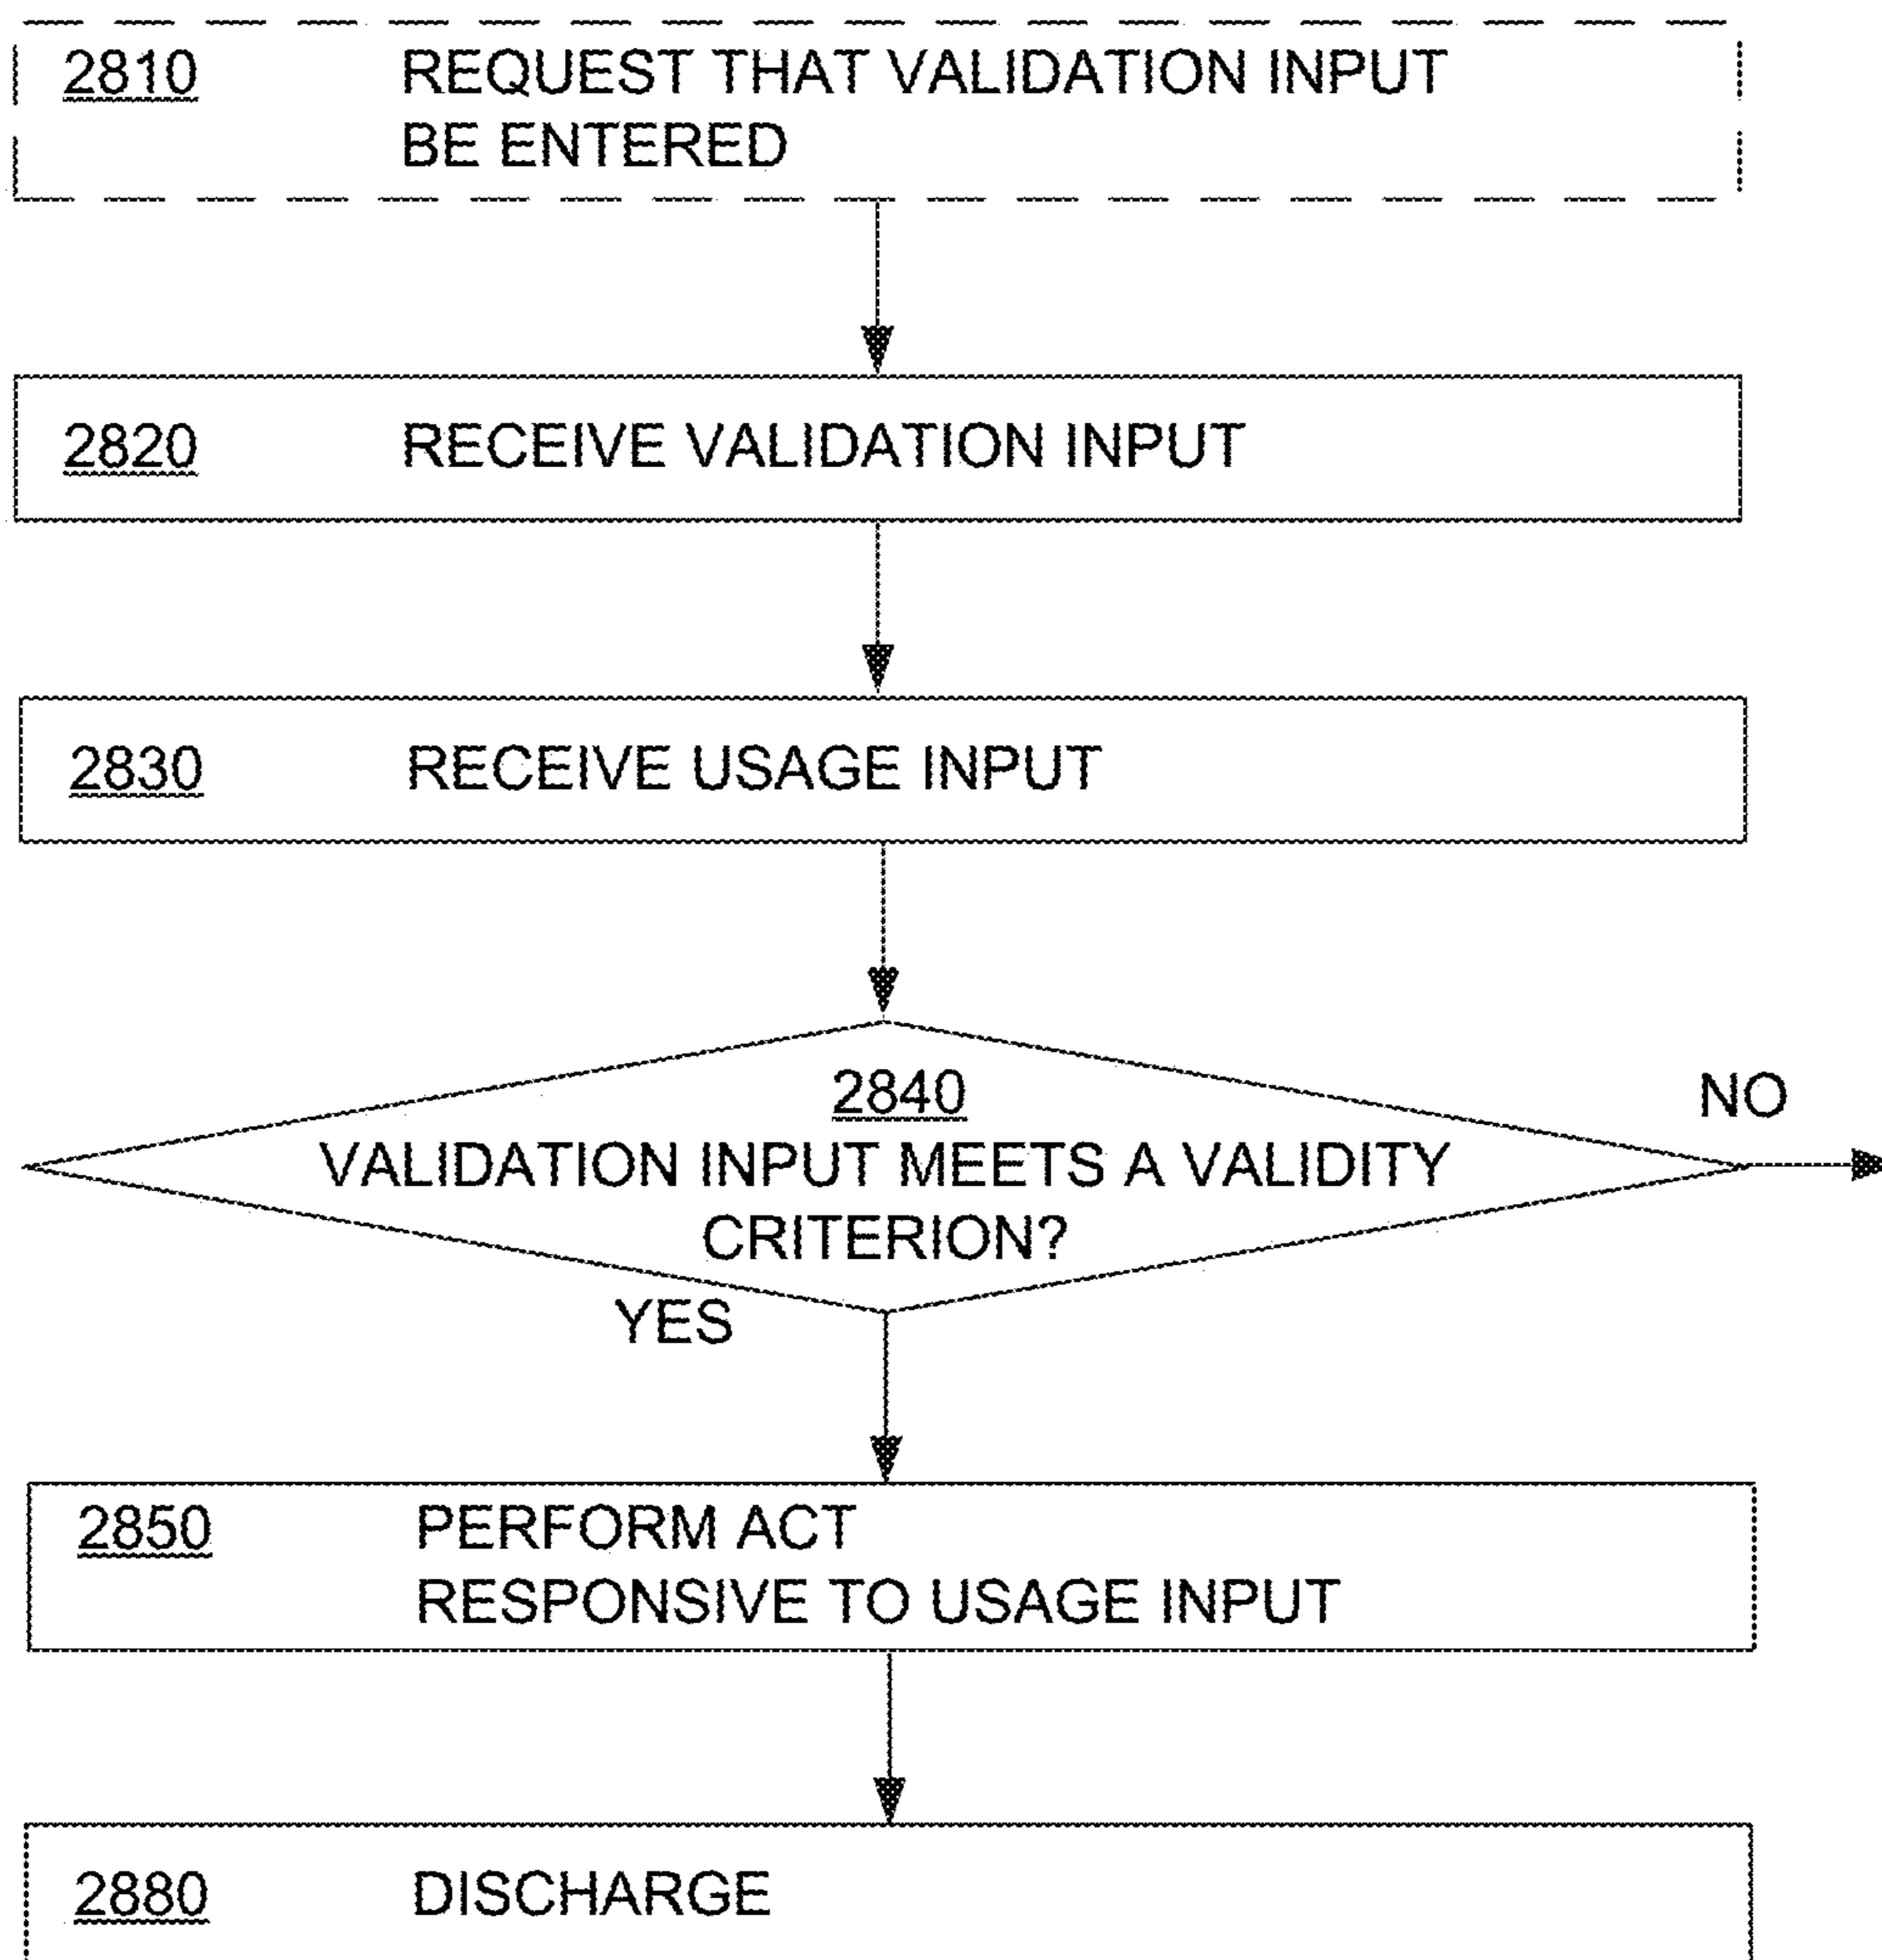 2810 REQUEST THAT VALIDATION INPUT
BE ENTERED
2820 RECEIVE VALIDATION INPUT
2830 RECEIVE USAGE INPUT
2840
NO
VALIDATION INPUT MEETS A VALIDITY
CRITERION?
YES
2850 PERFORM ACT
RESPONSIVE TO USAGE INPUT
2880 DISCHARGE